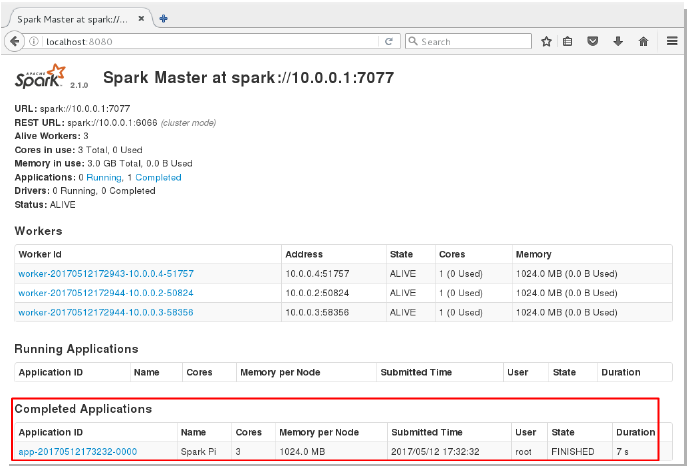 Spark Master at spark://...
localhost:8080
Search
APACHE
Spark 2.1.0 Spark Master at spark://10.0.0.1:7077
URL: spark://10.0.0.1:7077
REST URL: spark://10.0.0.1:6066 (cluster mode)
Alive Workers: 3
Cores in use: 3 Total, 0 Used
Memory in use: 3.0 GB Total, 0.0 B Used
Applications: 0 Running, 1 Completed
Drivers: 0 Running, 0 Completed
Status: ALIVE
Workers
Worker Id Address State Cores Memory
worker-20170512172943-10.0.0.4-51757 10.0.0.4:51757 ALIVE 1 (0 Used) 1024.0 MB (0.0 B Used)
worker-20170512172944-10.0.0.2-50824 10.0.0.2:50824 ALIVE 1 (0 Used) 1024.0 MB (0.0 B Used)
worker-20170512172944-10.0.0.3-58356 10.0.0.3:58356 ALIVE 1 (0 Used) 1024.0 MB (0.0 B Used)
Running Applications
Application ID Name Cores Memory per Node Submitted Time User State Duration
Completed Applications
Application ID Name Cores Memory per Node Submitted Time User State Duration
app-20170512173232-0000 Spark Pi 3 1024.0 MB 2017/05/12 17:32:32 root FINISHED 7 s